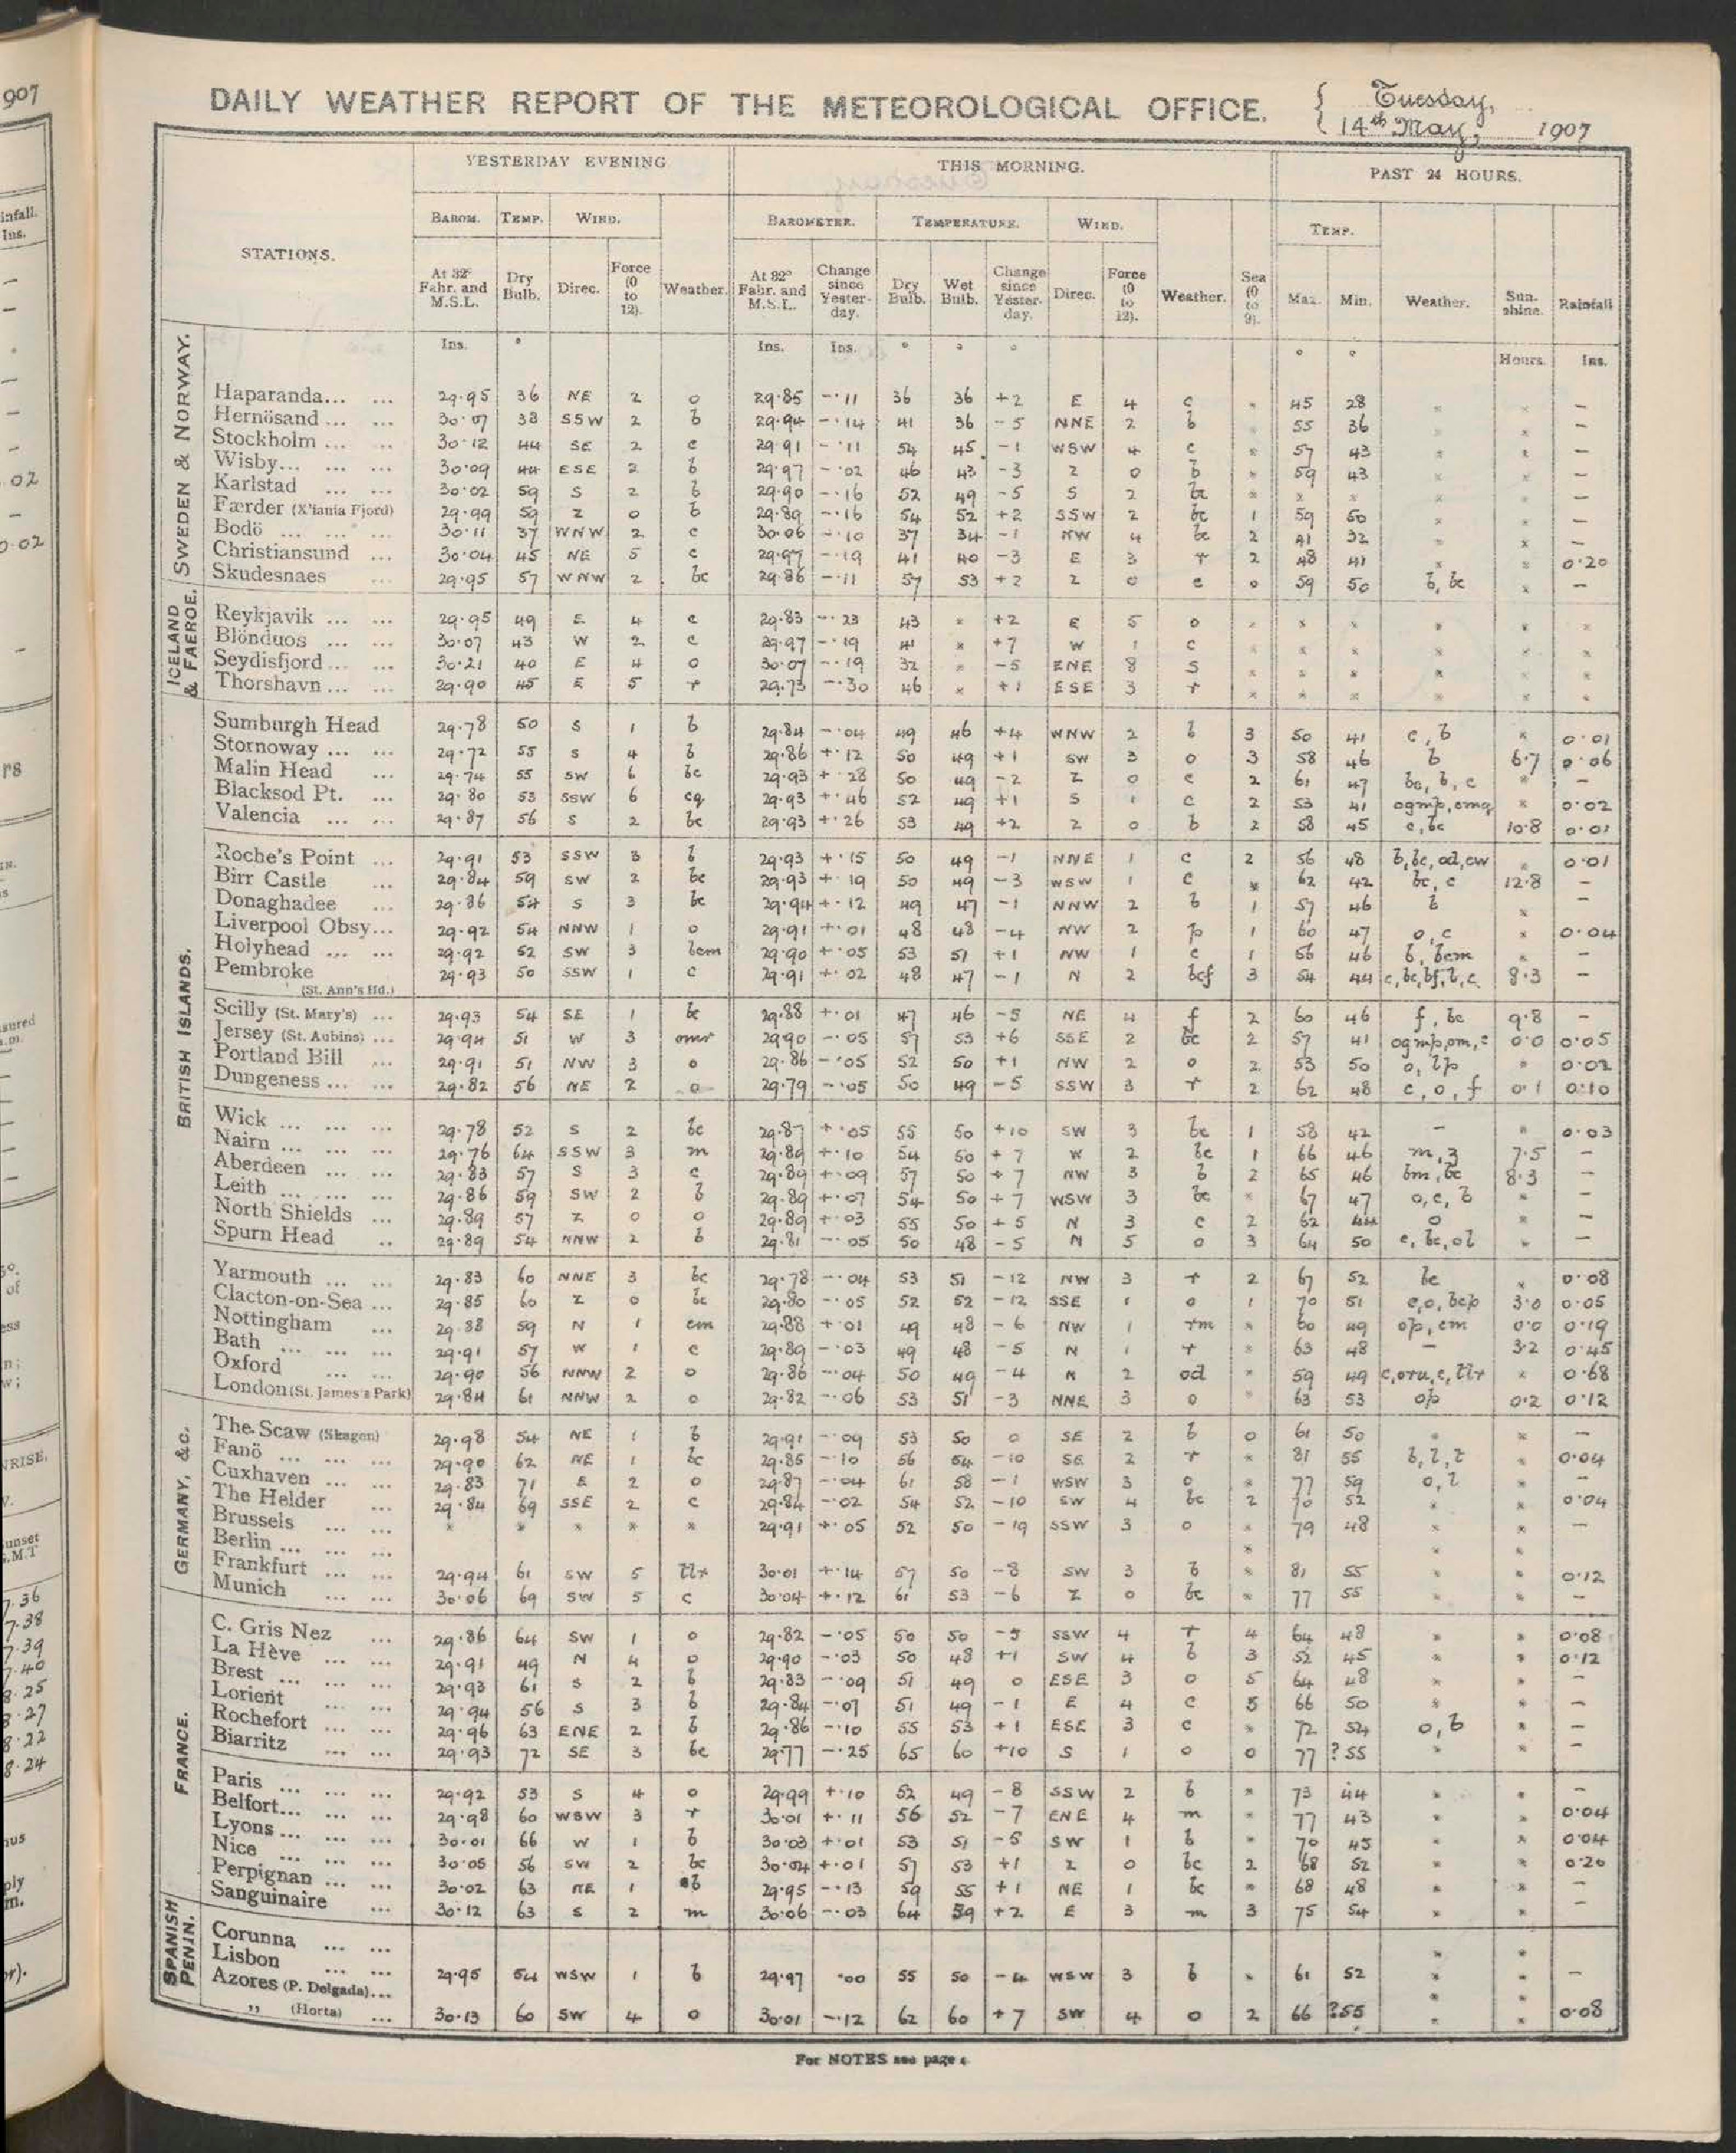 907
DAILY WEATHER REPORT OF THE METEOROLOGICAL OFFICE. { Tuesday, 14th May, 1907
YESTERDAY EVENING THIS MORNING. PAST 24 HOURS.
STATIONS. BAROM. TEMP. WIND. Weather. BAROMETER. TEMPERATURE. WIND. Weather. Sea (0 to 9). TEMP. Weather. Sunshine. Rainfall
At 32° Fahr. and M.S.L. Dry Bulb. Direc. Force (0 to 12). At 32° Fahr. and M.S.L. Change since Yesterday. Dry Bulb. Wet Bulb. Change since Yesterday. Direc. Force (0 to 12). Max. Min.
Ins. ° Ins. Ins. ° ° ° ° ° Hours. Ins.
SWEDEN & NORWAY.
Haparanda... ... 29.95 36 NE 2 o 29.85 -.11 36 36 +2 E 4 c * 45 28 * * -
Hernösand ... ... 30.07 38 SSW 2 b 29.94 -.14 41 36 -5 NNE 2 b * 55 36 * * -
Stockholm ... ... 30.12 44 SE 2 c 29.91 -.11 54 45 -1 WSW 4 c * 57 43 * * -
Wisby... ... ... 30.09 44 ESE 2 b 29.97 -.02 46 43 -3 Z 0 b * 59 43 * * -
Karlstad ... ... 30.02 59 S 2 b 29.90 -.16 52 49 -5 S 2 bc * * * * * -
Færder (X'iania Fjord) 29.99 59 Z 0 b 29.89 -.16 54 52 +2 SSW 2 bc 1 59 50 * * -
Bodö ... ... ... 30.11 37 WNW 2 c 30.06 -.10 37 34 -1 NW 4 bc 2 41 32 * * -
Christiansund ... 30.04 45 NE 5 c 29.97 -.19 41 40 -3 E 3 r 2 48 41 * * 0.20
Skudesnaes ... 29.95 57 WNW 2 bc 29.86 -.11 57 53 +2 Z 0 c 0 59 50 b, bc * -
ICELAND & FAEROE.
Reykjavik ... ... 29.95 49 E 4 c 29.83 -.23 43 * +2 E 5 o * * * * * *
Blönduos ... ... 30.07 43 W 2 c 29.97 -.19 41 * +7 W 1 c * * * * * *
Seydisfjord ... ... 30.21 40 E 4 o 30.07 -.19 32 * -5 ENE 8 s * * * * * *
Thorshavn ... ... 29.90 45 E 5 r 29.73 -.30 46 * +1 ESE 3 r * * * * * *
BRITISH ISLANDS.
Sumburgh Head 29.78 50 S 1 b 29.84 -.04 49 46 +4 WNW 2 b 3 50 41 c, b * 0.01
Stornoway ... ... 29.72 55 S 4 b 29.86 +.12 50 49 +1 SW 3 o 3 58 46 b 6.7 0.06
Malin Head ... 29.74 55 SW 6 bc 29.93 +.28 50 49 -2 Z 0 c 2 61 47 bc, b, c * -
Blacksod Pt. ... 29.80 53 SSW 6 cq 29.93 +.46 52 49 +1 S 1 c 2 53 41 ogmp, omq * 0.02
Valencia ... ... 29.87 56 S 2 bc 29.93 +.26 53 49 +2 Z 0 b 2 58 45 c, bc 10.8 0.01
Roche's Point ... 29.91 53 SSW 3 b 29.93 +.15 50 49 -1 NNE 1 c 2 56 48 b, bc, od, cw * 0.01
Birr Castle ... 29.84 59 SW 2 bc 29.93 +.19 50 49 -3 WSW 1 c * 62 42 bc, c 12.8 -
Donaghadee ... 29.86 54 S 3 bc 29.94 +.12 49 47 -1 NNW 2 b 1 57 46 b * -
Liverpool Obsy... 29.92 54 NNW 1 o 29.91 +.01 48 48 -4 NW 2 p 1 60 47 o, c * 0.04
Holyhead ... ... 29.92 52 SW 3 bcm 29.90 +.05 53 51 +1 NW 1 c 1 56 46 b, bcm * -
Pembroke (St. Ann's Hd.) 29.93 50 SSW 1 c 29.91 +.02 48 47 -1 N 2 bcf 3 54 44 c, bc, bf, b, c 8.3 -
Scilly (St. Mary's) ... 29.93 54 SE 1 bc 29.88 +.01 47 46 -5 NE 4 f 2 60 46 f, bc 9.8 -
Jersey (St. Aubins) ... 29.94 51 W 3 omr 29.90 -.05 57 53 +6 SSE 2 bc 2 57 41 ogmp, om, c 0.0 0.05
Portland Bill ... 29.91 51 NW 3 o 29.86 -.05 52 50 +1 NW 2 o 2 53 50 o, lp * 0.02
Dungeness ... ... 29.82 56 NE 2 o 29.79 -.05 50 49 -5 SSW 3 r 2 62 48 c, o, f 0.1 0.10
Wick ... ... ... 29.78 52 S 2 bc 29.87 +.05 55 50 +10 SW 3 bc 1 58 42 - * 0.03
Nairn ... ... ... 29.76 64 SSW 3 m 29.89 +.10 54 50 +7 W 2 bc 1 66 46 m, z 7.5 -
Aberdeen ... ... 29.83 57 S 3 c 29.89 +.09 57 50 +7 NW 3 b 2 65 46 bm, bc 8.3 -
Leith ... ... ... 29.86 59 SW 2 b 29.89 +.07 54 50 +7 WSW 3 bc * 67 47 o, c, b * -
North Shields ... 29.89 57 Z 0 o 29.89 +.03 55 50 +5 N 3 c 2 62 44 o * -
Spurn Head .. 29.89 54 NNW 2 b 29.81 -.05 50 48 -5 N 5 o 3 64 50 c, bc, ol * -
Yarmouth ... ... 29.83 60 NNE 3 bc 29.78 -.04 53 51 -12 NW 3 r 2 67 52 bc * 0.08
Clacton-on-Sea ... 29.85 60 Z 0 bc 29.80 -.05 52 52 -12 SSE 1 o 1 70 51 c, o, bcp 3.0 0.05
Nottingham ... 29.88 59 N 1 cm 29.88 +.01 49 48 -6 NW 1 rm * 60 49 op, cm 0.0 0.19
Bath ... ... ... 29.91 57 W 1 c 29.89 -.03 49 48 -5 N 1 r * 63 48 - 3.2 0.45
Oxford ... ... 29.90 56 NNW 2 o 29.86 -.04 50 49 -4 N 2 od * 59 49 c, oru, c, tlr * 0.68
London (St. James's Park) 29.84 61 NNW 2 o 29.82 -.06 53 51 -3 NNE 3 o * 63 53 op 0.2 0.12
GERMANY, &c.
The Scaw (Skagen) 29.98 54 NE 1 b 29.91 -.09 53 50 0 SE 2 b 0 61 50 * * -
Fanö ... ... ... 29.90 62 NE 1 bc 29.85 -.10 56 54 -10 SE 2 r * 81 55 b, l, t * 0.04
Cuxhaven ... ... 29.83 71 E 2 o 29.87 -.04 61 58 -1 WSW 3 o * 77 59 o, l * -
The Helder ... 29.84 69 SSE 2 c 29.84 -.02 54 52 -10 SW 4 bc 2 70 52 * * 0.04
Brussels ... ... * * * * * 29.91 +.05 52 50 -19 SSW 3 o * 79 48 * * -
Berlin ... ... ... * * *
Frankfurt ... ... 29.94 61 SW 5 tlr 30.01 +.14 57 50 -8 SW 3 b * 81 55 * * 0.12
Munich ... ... 30.06 69 SW 5 c 30.04 +.12 61 53 -6 Z 0 bc * 77 55 * * -
FRANCE.
C. Gris Nez ... 29.86 64 SW 1 o 29.82 -.05 50 50 -5 SSW 4 r 4 64 48 * * 0.08
La Hève ... ... 29.91 49 N 4 o 29.90 -.03 50 48 +1 SW 4 b 3 52 45 * * 0.12
Brest ... ... ... 29.93 61 S 2 b 29.83 -.09 51 49 0 ESE 3 o 5 64 48 * * -
Lorient ... ... 29.94 56 S 3 b 29.84 -.07 51 49 -1 E 4 c 5 66 50 * * -
Rochefort ... ... 29.96 63 ENE 2 b 29.86 -.10 55 53 +1 ESE 3 c * 72 54 o, b * -
Biarritz ... ... 29.93 72 SE 3 bc 29.77 -.25 65 60 +10 S 1 o 0 77 ?55 * * -
Paris ... ... ... 29.92 53 S 4 o 29.99 +.10 52 49 -8 SSW 2 b * 73 44 * * -
Belfort... ... ... 29.98 60 WSW 3 r 30.01 +.11 56 52 -7 ENE 4 m * 77 43 * * 0.04
Lyons ... ... ... 30.01 66 W 1 b 30.03 +.01 53 51 -5 SW 1 b * 70 45 * * 0.04
Nice ... ... ... 30.05 56 SW 2 bc 30.04 +.01 57 53 +1 Z 0 bc 2 68 52 * * 0.20
Perpignan ... ... 30.02 63 NE 1 ob 29.95 -.13 59 55 +1 NE 1 bc * 68 48 * * -
Sanguinaire ... 30.12 63 S 2 m 30.06 -.03 64 59 +2 E 3 m 3 75 54 * * -
SPANISH PENIN.
Corunna ... ... * *
Lisbon ... ... 29.95 54 WSW 1 b 29.97 .00 55 50 -4 WSW 3 b * 61 52 * * -
Azores (P. Delgada)... * *
" (Horta) ... 30.13 60 SW 4 o 30.01 -.12 62 60 +7 SW 4 o 2 66 ?55 * * 0.08
For NOTES see page 4